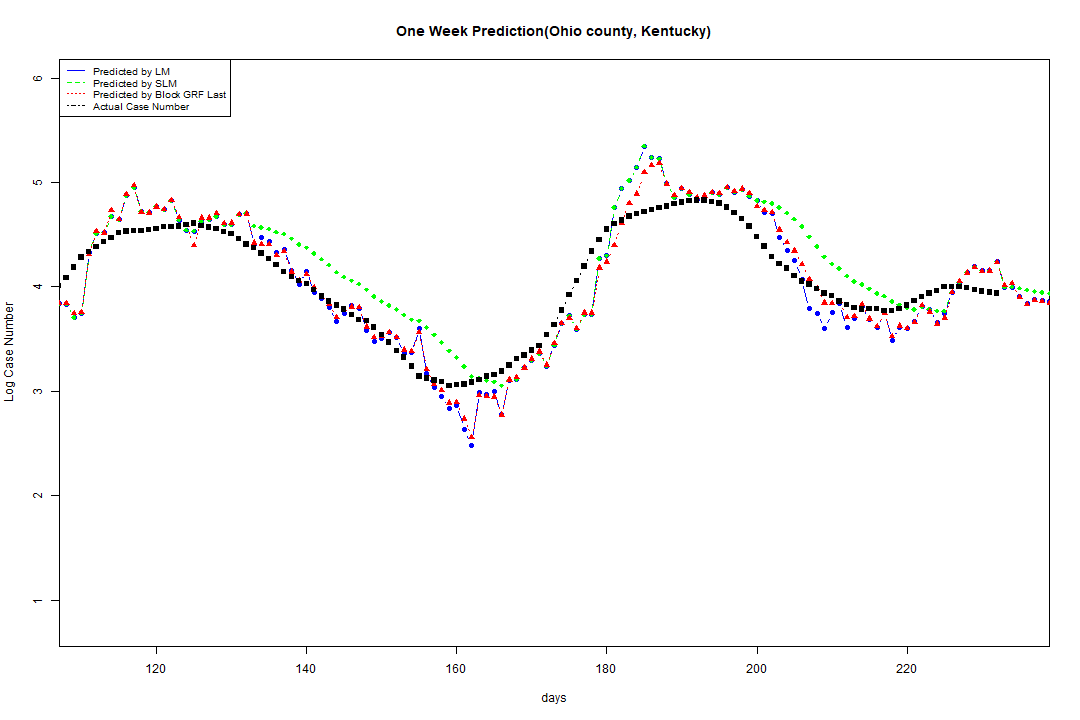 One Week Prediction(Ohio county, Kentucky)
Predicted by LM
Predicted by SLM
Predicted by Block GRF Last
Actual Case Number
6
5
4
3
2
1
Log Case Number
120 140 160 180 200 220
days